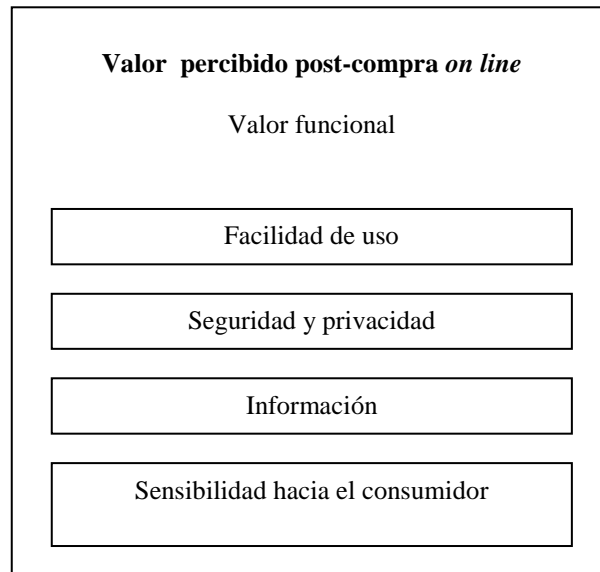 Valor percibido post-compra on line
Valor funcional
Facilidad de uso
Seguridad y privacidad
Información
Sensibilidad hacia el consumidor